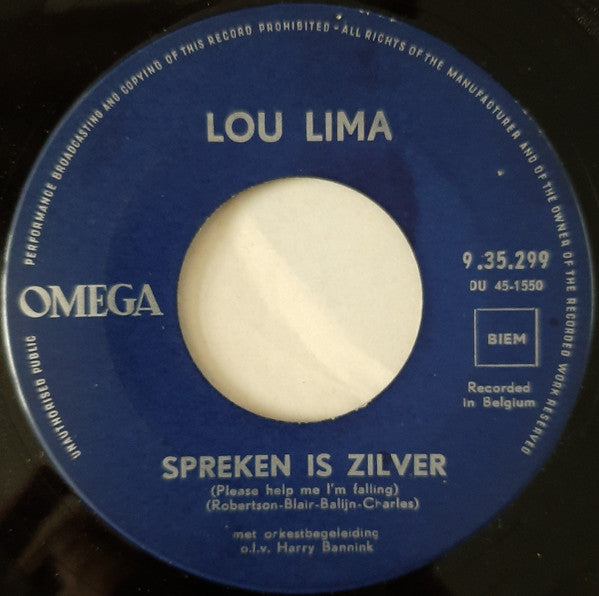 UNAUTHORISED PUBLIC PERFORMANCE BROADCASTING AND COPYING OF THIS RECORD PROHIBITED - ALL RIGHTS OF THE MANUFACTURER AND OF THE OWNER OF THE RECORDED WORK RESERVED
LOU LIMA
OMEGA
9.35.299
DU 45-1550
BIEM
Recorded
in Belgium
SPREKEN IS ZILVER
(Please help me I'm falling)
(Robertson-Blair-Balijn-Charles)
met orkestbegeleiding
o.l.v. Harry Bannink